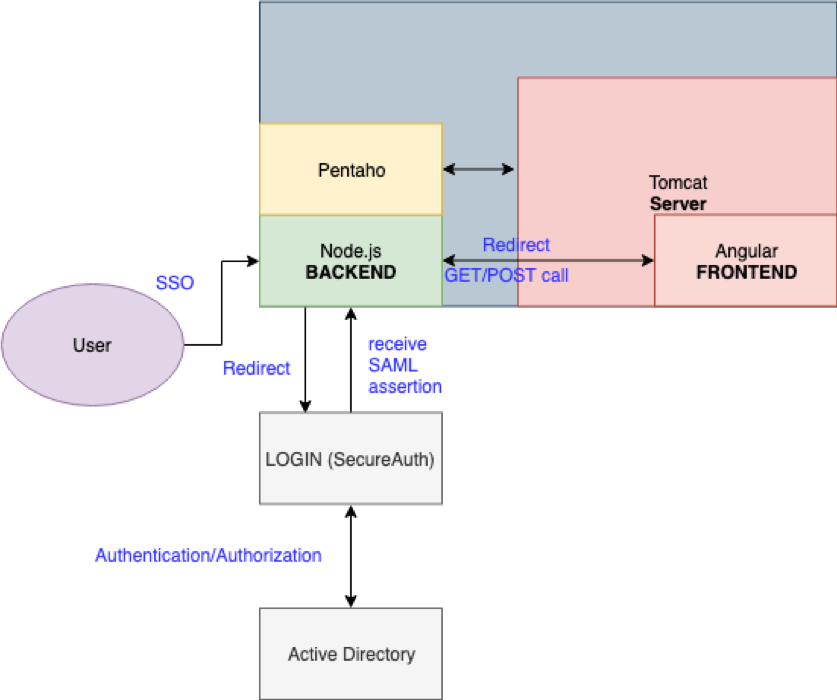 Pentaho
Tomcat
Server
Node.js
BACKEND
Redirect
GET/POST call
Angular
FRONTEND
SSO
User
Redirect
receive
SAML
assertion
LOGIN (SecureAuth)
Authentication/Authorization
Active Directory